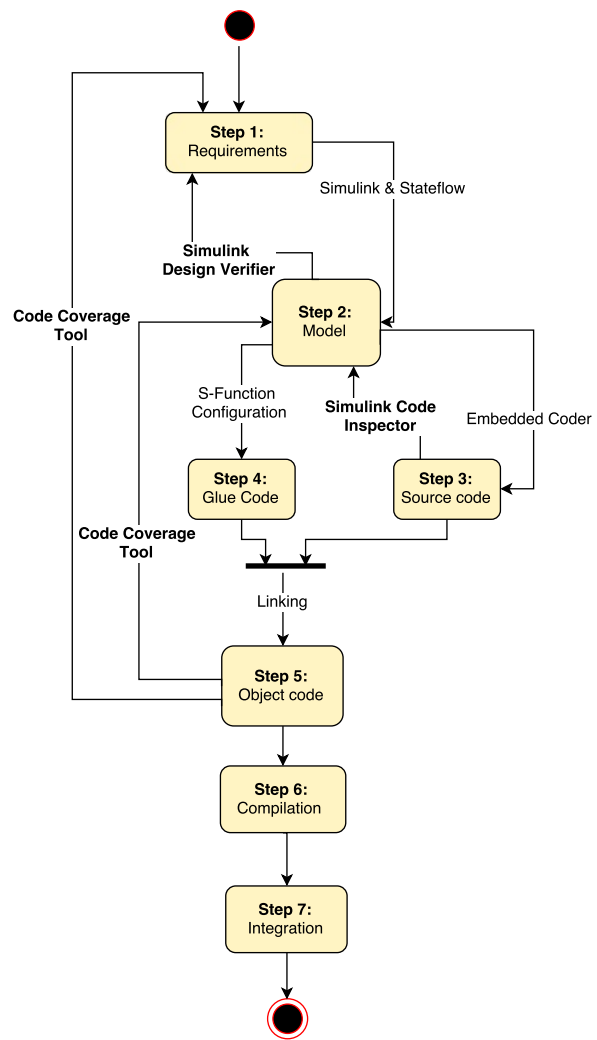 Step 1:
Requirements
Simulink & Stateflow
Simulink
Design Verifier
Step 2:
Model
Code Coverage
Tool
S-Function
Configuration
Simulink Code
Inspector
Embedded Coder
Step 4:
Glue Code
Step 3:
Source code
Code Coverage
Tool
Linking
Step 5:
Object code
Step 6:
Compilation
Step 7:
Integration